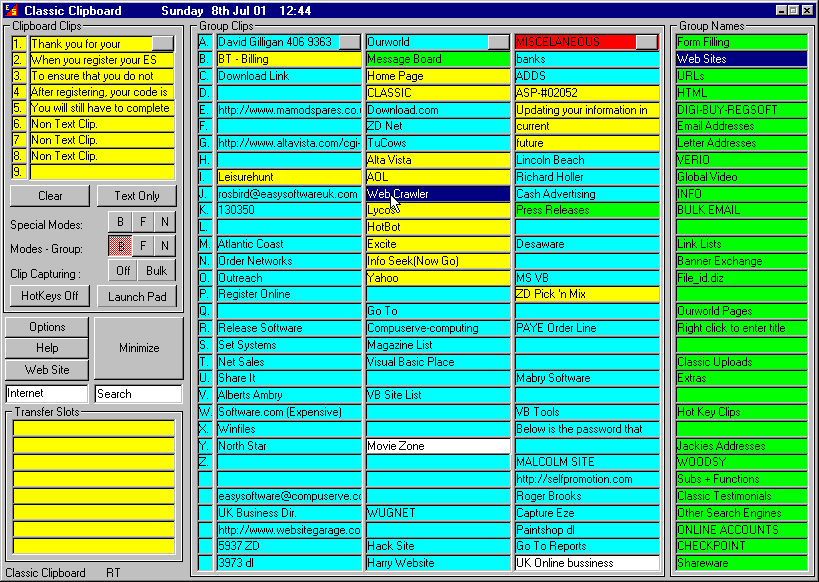 Classic Clipboard Sunday 8th Jul 01 12:44
Clipboard Clips
1. Thank you for your
2. When you register your ES
3. To ensure that you do not
4 After registering, your code is
5. You will still have to complete
6. Non Text Clip.
7 Non Text Clip.
8. Non Text Clip.
9.
Clear Text Only
Special Modes: B F N
Modes - Group: B F N
Clip Capturing : Off Bulk
HotKeys Off Launch Pad
Options
Help
Web Site
Minimize
Internet Search
Transfer Slots
Classic Clipboard RT
Group Clips
A. David Gilligan 406 9363 Ourworld MISCELANEOUS
B. BT - Billing Message Board banks
C. Download Link Home Page ADDS
D. CLASSIC ASP-#02052
E. http://www.mamodspares.co. Download.com Updating your information in
F. ZD Net current
G. http://www.altavista.com/cgi- TuCows future
H. Alta Vista Lincoln Beach
I. Leisurehunt AOL Richard Holler
J. rosbird@easysoftwareuk.com Web Crawler Cash Advertising
K. 130350 Lycos Press Releases
L. HotBot
M. Atlantic Coast Excite Desaware
N. Order Networks Info Seek(Now Go)
O. Outreach Yahoo MS VB
P. Register Online ZD Pick 'n Mix
Q. Go To
R. Release Software Compuserve-computing PAYE Order Line
S. Set Systems Magazine List
T. Net Sales Visual Basic Place
U. Share It Mabry Software
V. Alberts Ambry VB Site List
W. Software.com (Expensive) VB Tools
X. Winfiles Below is the password that
Y. North Star Movie Zone
Z. MALCOLM SITE
http://selfpromotion.com
easysoftware@compuserve.co Roger Brooks
UK Business Dir. WUGNET Capture Eze
http://www.websitegarage.co Paintshop dl
5937 ZD Hack Site Go To Reports
3973 dl Harry Website UK Online bussiness
Group Names
Form Filling
Web Sites
URLs
HTML
DIGI-BUY-REGSOFT
Email Addresses
Letter Addresses
VERIO
Global Video
INFO
BULK EMAIL
Link Lists
Banner Exchange
File_id.diz
Ourworld Pages
Right click to enter title
Classic Uploads
Extras
Hot Key Clips
Jackies Addresses
WOODSY
Subs + Functions
Classic Testimonials
Other Search Engines
ONLINE ACCOUNTS
CHECKPOINT
Shareware